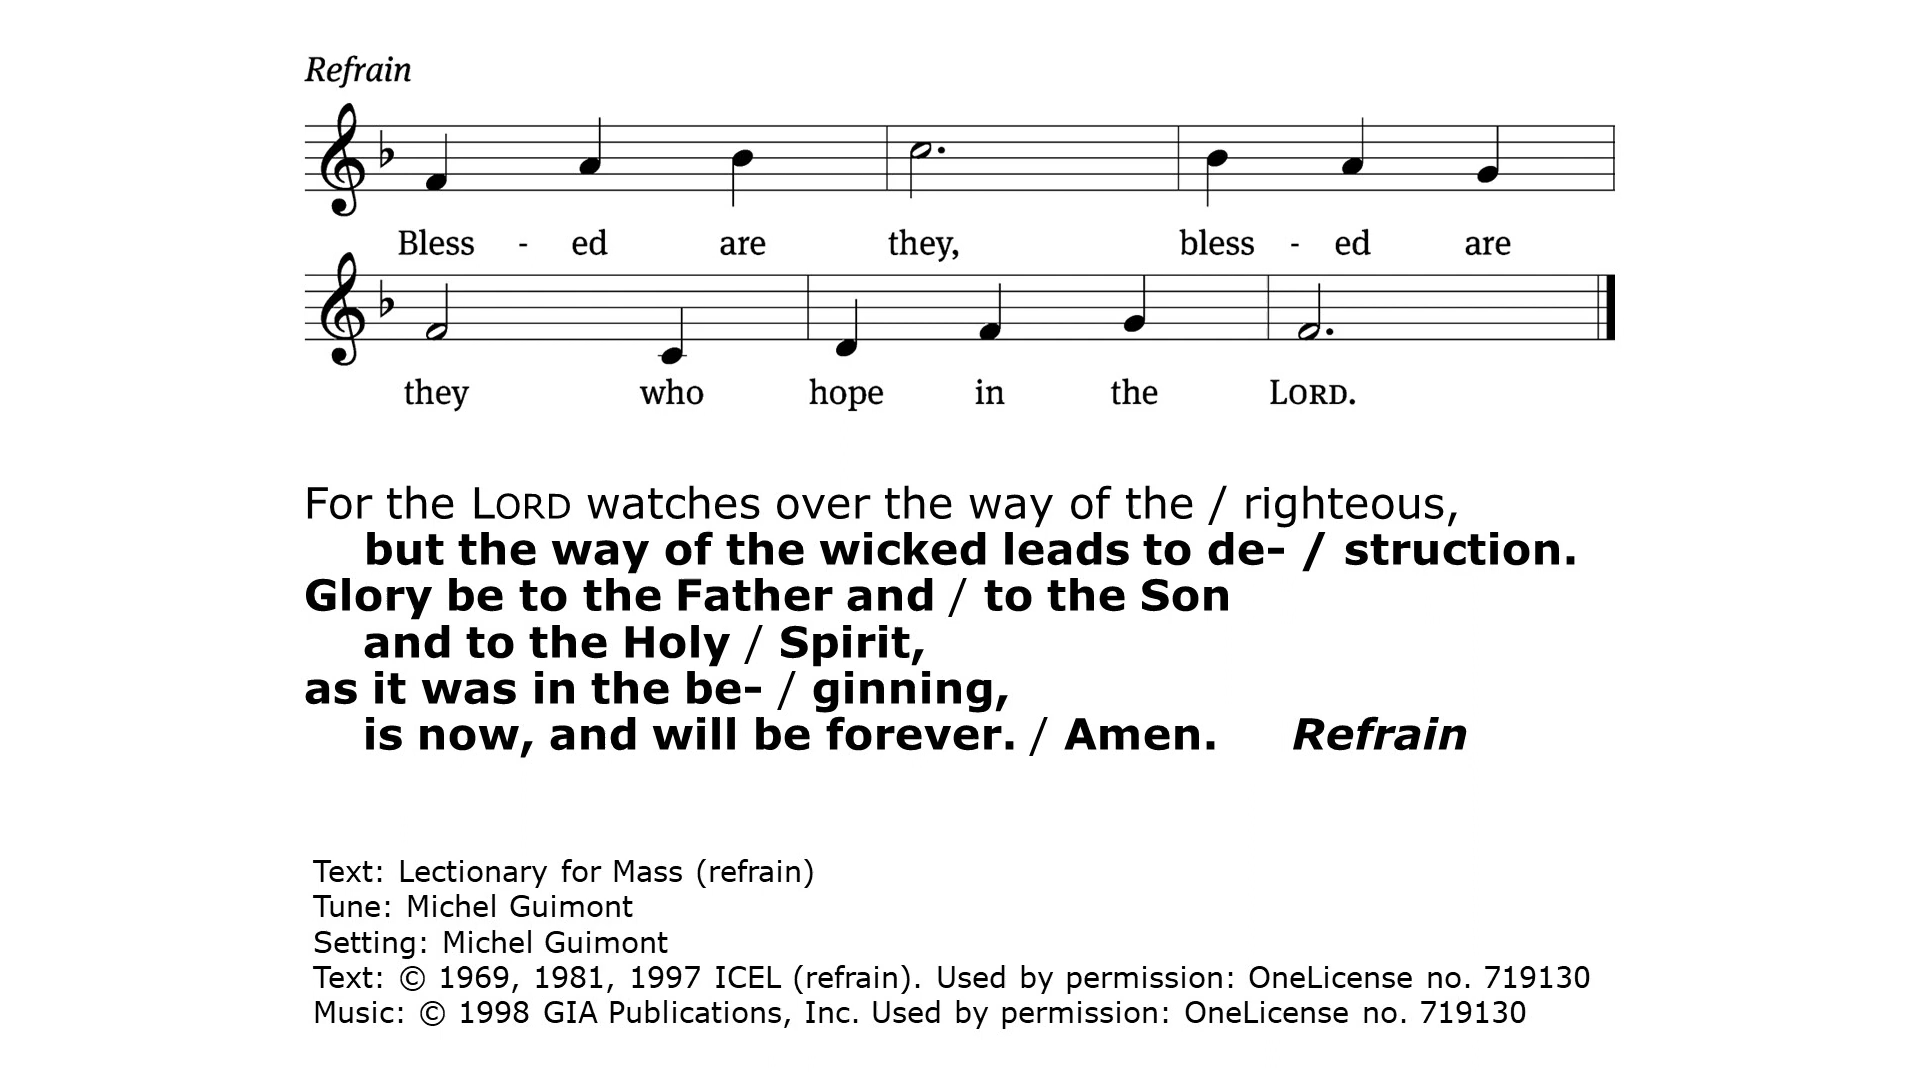 Refrain
Bless - ed are they, bless - ed are
they who hope in the LORD.
For the LORD watches over the way of the / righteous,
but the way of the wicked leads to de- / struction.
Glory be to the Father and / to the Son
and to the Holy / Spirit,
as it was in the be- / ginning,
is now, and will be forever. / Amen. Refrain
Text: Lectionary for Mass (refrain)
Tune: Michel Guimont
Setting: Michel Guimont
Text: © 1969, 1981, 1997 ICEL (refrain). Used by permission: OneLicense no. 719130
Music: © 1998 GIA Publications, Inc. Used by permission: OneLicense no. 719130